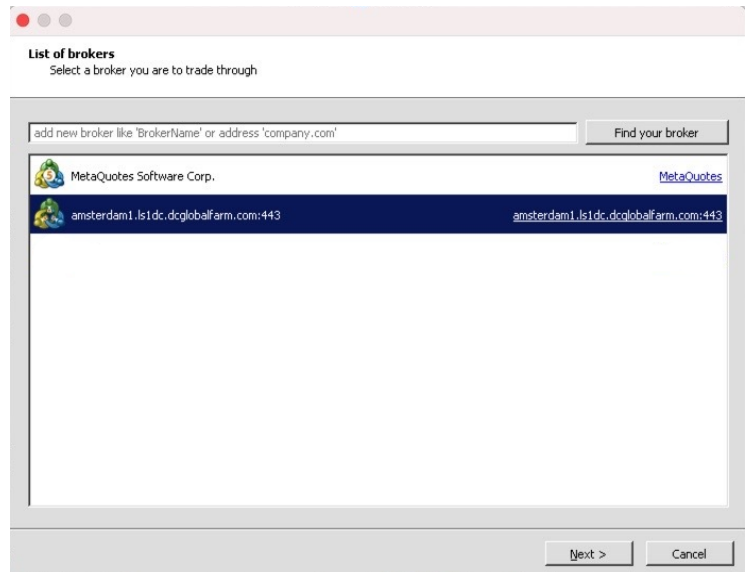 List of brokers
Select a broker you are to trade through
add new broker like 'BrokerName' or address 'company.com'
Find your broker
MetaQuotes Software Corp.
MetaQuotes
amsterdam1.ls1dc.dcglobalfarm.com:443
amsterdam1.ls1dc.dcglobalfarm.com:443
Next >
Cancel